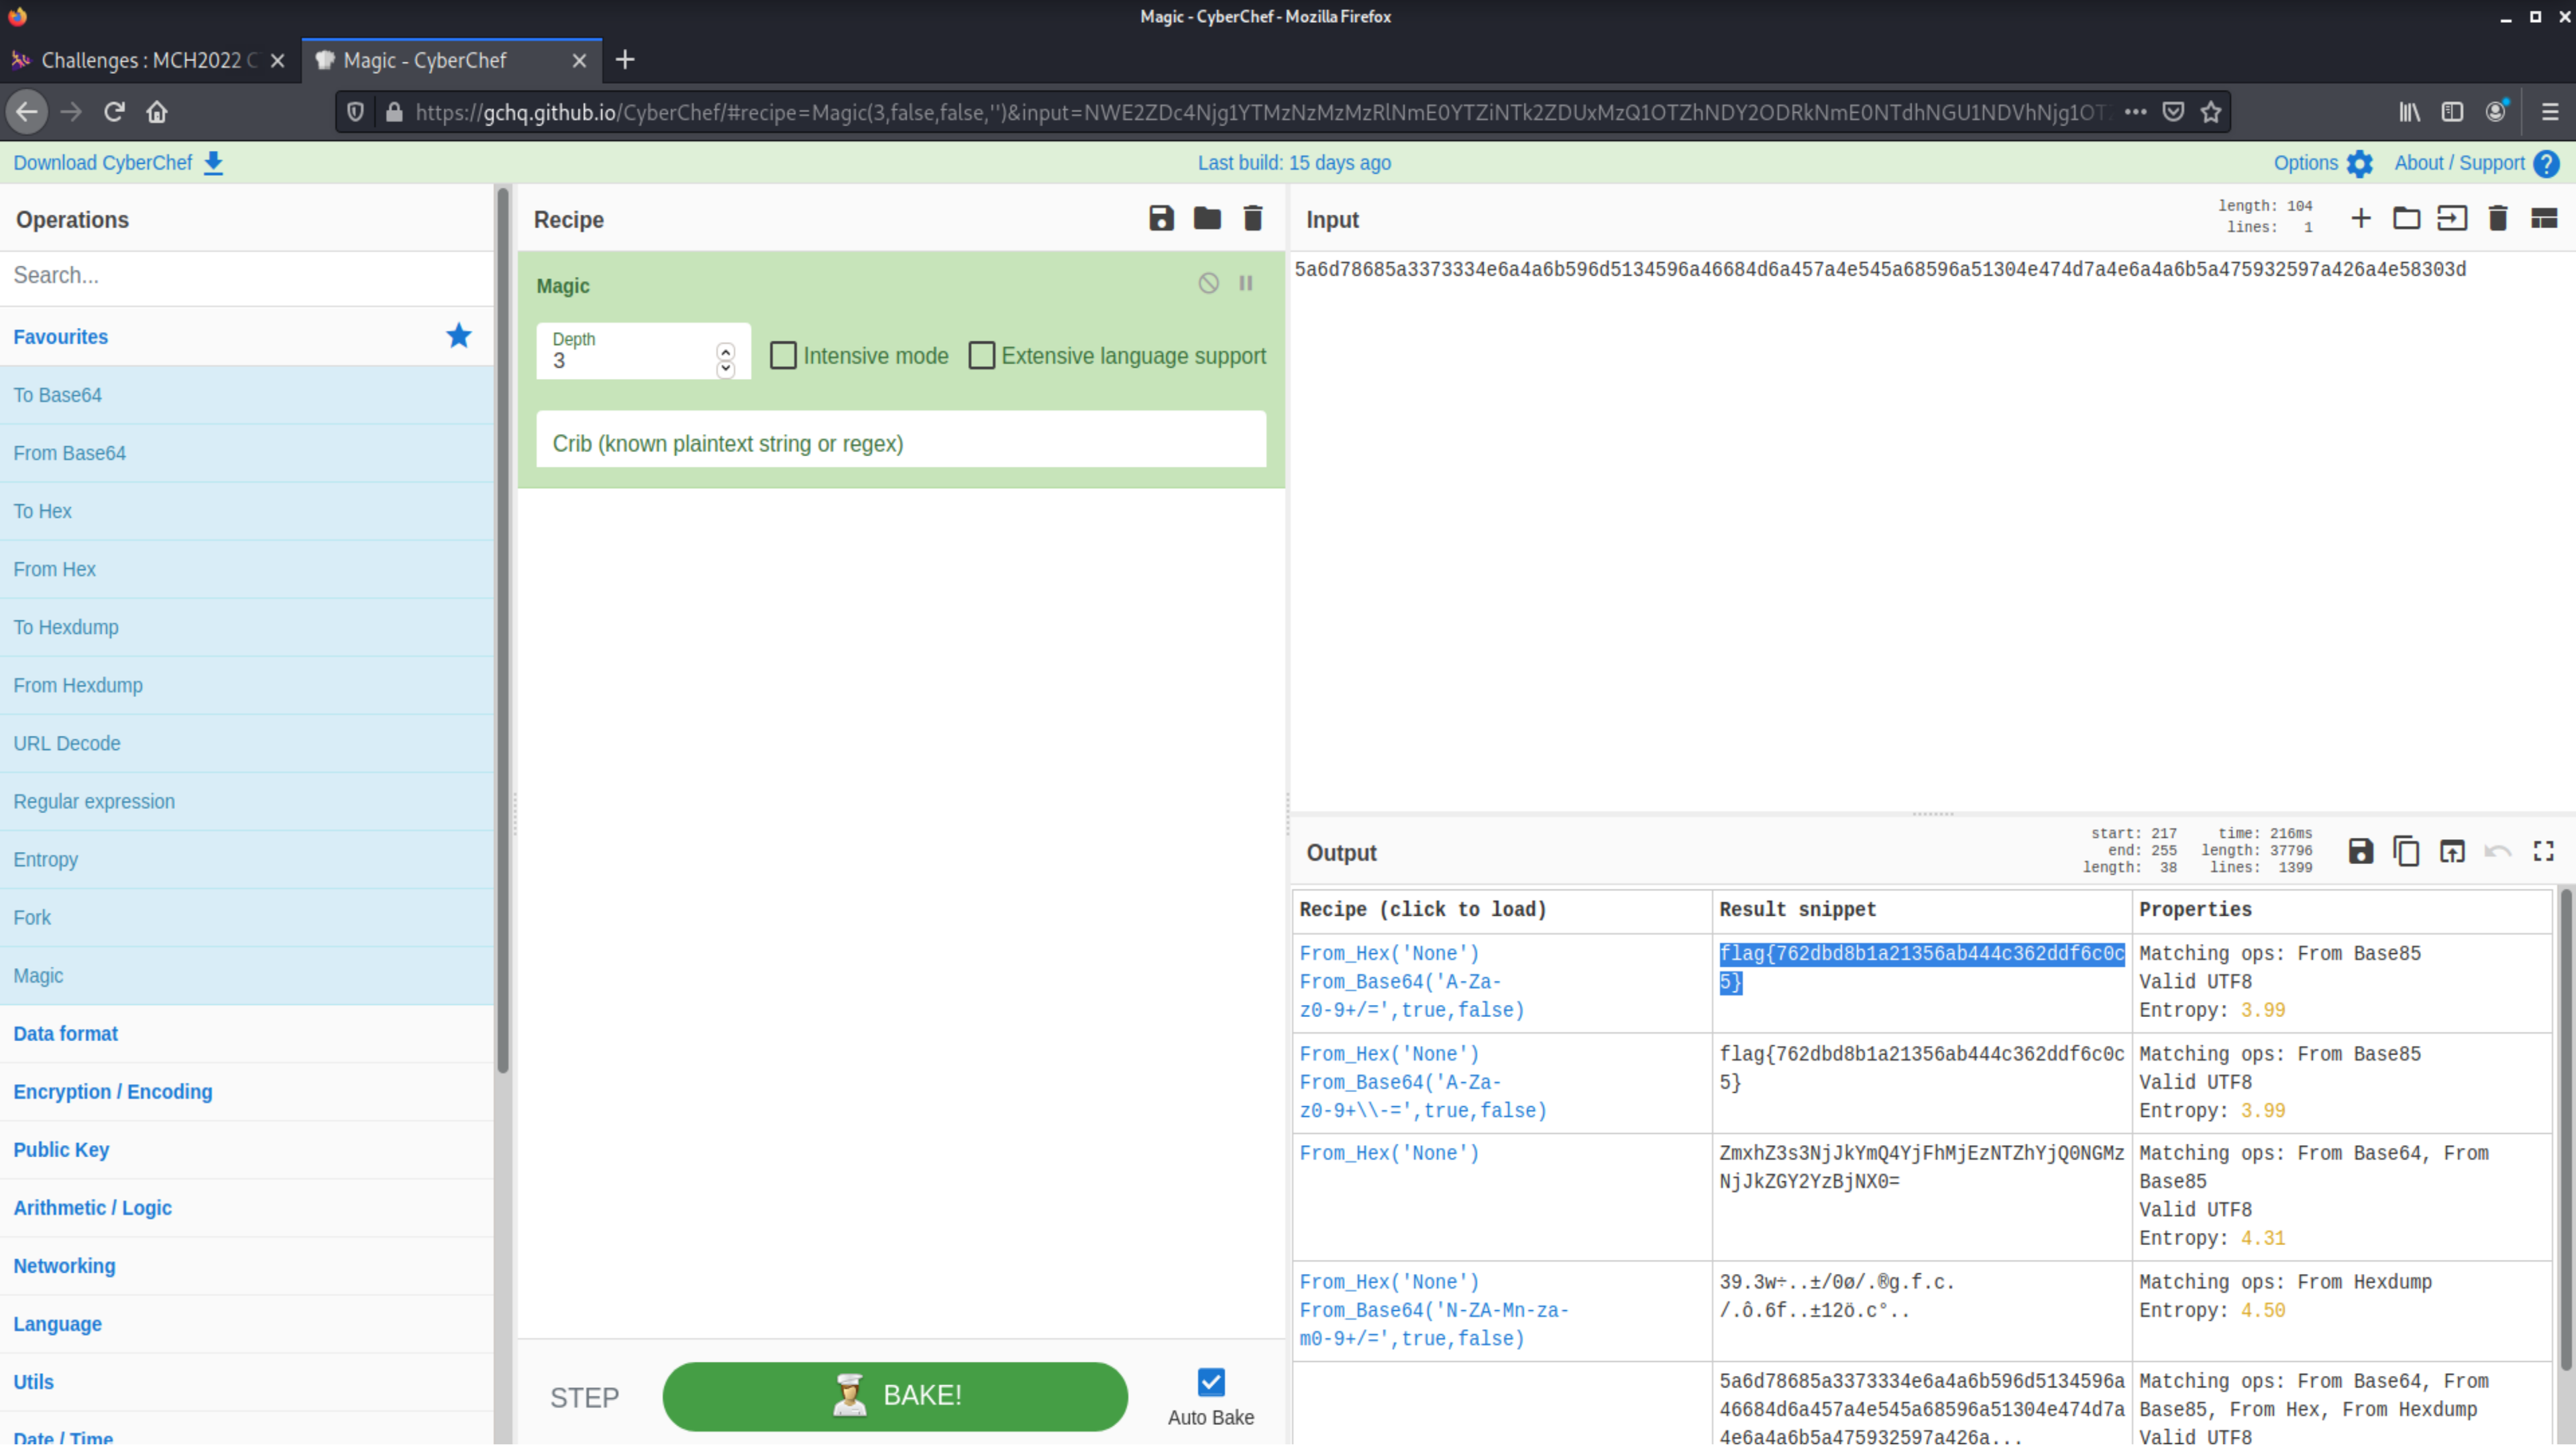 Magic - CyberChef - Mozilla Firefox
Challenges : MCH2022 C
Magic - CyberChef
https://gchq.github.io/CyberChef/#recipe=Magic(3,false,false,'')&input=NWE2ZDc4Njg1YTMzNzMzMzRlNmE0YTZiNTk2ZDUxMzQ1OTZhNDY2ODRkNmE0NTdhNGU1NDVhNjg1OT
Download CyberChef
Last build: 15 days ago
Options
About / Support
Operations
Search...
Favourites
To Base64
From Base64
To Hex
From Hex
To Hexdump
From Hexdump
URL Decode
Regular expression
Entropy
Fork
Magic
Data format
Encryption / Encoding
Public Key
Arithmetic / Logic
Networking
Language
Utils
Date / Time
Recipe
Magic
Depth
3
Intensive mode
Extensive language support
Crib (known plaintext string or regex)
STEP
BAKE!
Auto Bake
Input
length: 104
lines: 1
5a6d78685a3373334e6a4a6b596d5134596a46684d6a457a4e545a68596a51304e474d7a4e6a4a6b5a475932597a426a4e58303d
Output
start: 217 time: 216ms
end: 255 length: 37796
length: 38 lines: 1399
Recipe (click to load)
Result snippet
Properties
From_Hex('None')
From_Base64('A-Za-
z0-9+/=',true,false)
flag{762dbd8b1a21356ab444c362ddf6c0c
5}
Matching ops: From Base85
Valid UTF8
Entropy: 3.99
From_Hex('None')
From_Base64('A-Za-
z0-9+\\-=',true,false)
flag{762dbd8b1a21356ab444c362ddf6c0c
5}
Matching ops: From Base85
Valid UTF8
Entropy: 3.99
From_Hex('None')
ZmxhZ3s3NjJkYmQ4YjFhMjEzNTZhYjQ0NGMz
NjJkZGY2YzBjNX0=
Matching ops: From Base64, From
Base85
Valid UTF8
Entropy: 4.31
From_Hex('None')
From_Base64('N-ZA-Mn-za-
m0-9+/=',true,false)
39.3w÷..±/0ø/.®g.f.c.
/.ô.6f..±12ö.c°..
Matching ops: From Hexdump
Entropy: 4.50
5a6d78685a3373334e6a4a6b596d5134596a
46684d6a457a4e545a68596a51304e474d7a
4e6a4a6b5a475932597a426a...
Matching ops: From Base64, From
Base85, From Hex, From Hexdump
Valid UTF8